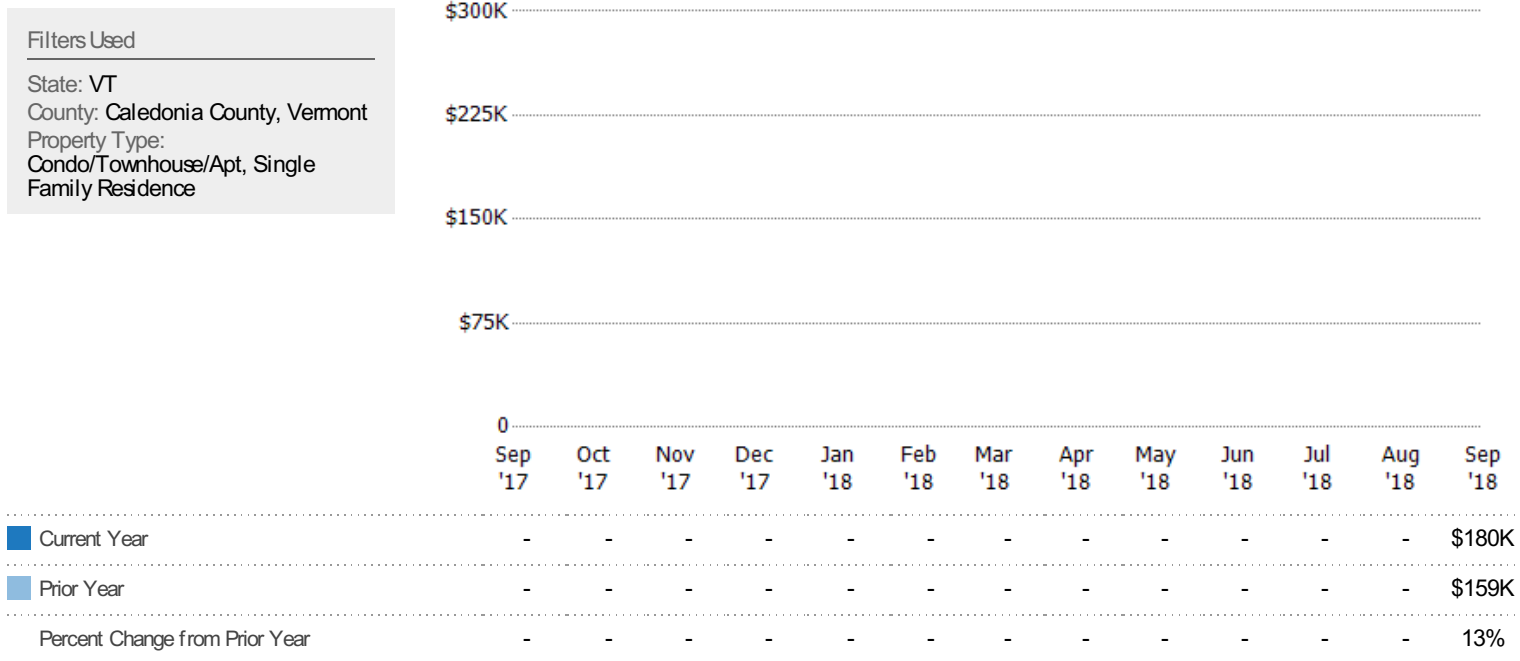 Filters Used
State: VT
County: Caledonia County, Vermont
Property Type:
Condo/Townhouse/Apt, Single
Family Residence
$300K
$225K
$150K
$75K
0
Sep Oct Nov Dec Jan Feb Mar Apr May Jun Jul Aug Sep
'17 '17 '17 '17 '18 '18 '18 '18 '18 '18 '18 '18 '18
Current Year - - - - - - - - - - - - $180K
Prior Year - - - - - - - - - - - - $159K
Percent Change from Prior Year - - - - - - - - - - - - 13%